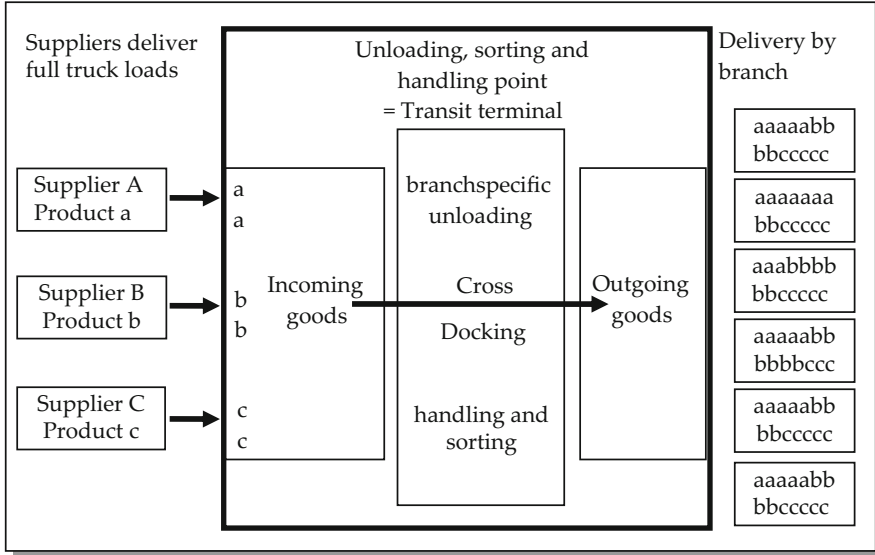 Suppliers deliver
full truck loads
Unloading, sorting and
handling point
= Transit terminal
Delivery by
branch
Supplier A
Product a
Supplier B
Product b
Supplier C
Product c
a
a
b
b
c
c
Incoming
goods
branchspecific
unloading
Cross
Docking
handling and
sorting
Outgoing
goods
aaaaabb
bbccccc
aaaaaaa
bbccccc
aaabbbb
bbccccc
aaaaabb
bbbbccc
aaaaabb
bbccccc
aaaaabb
bbccccc